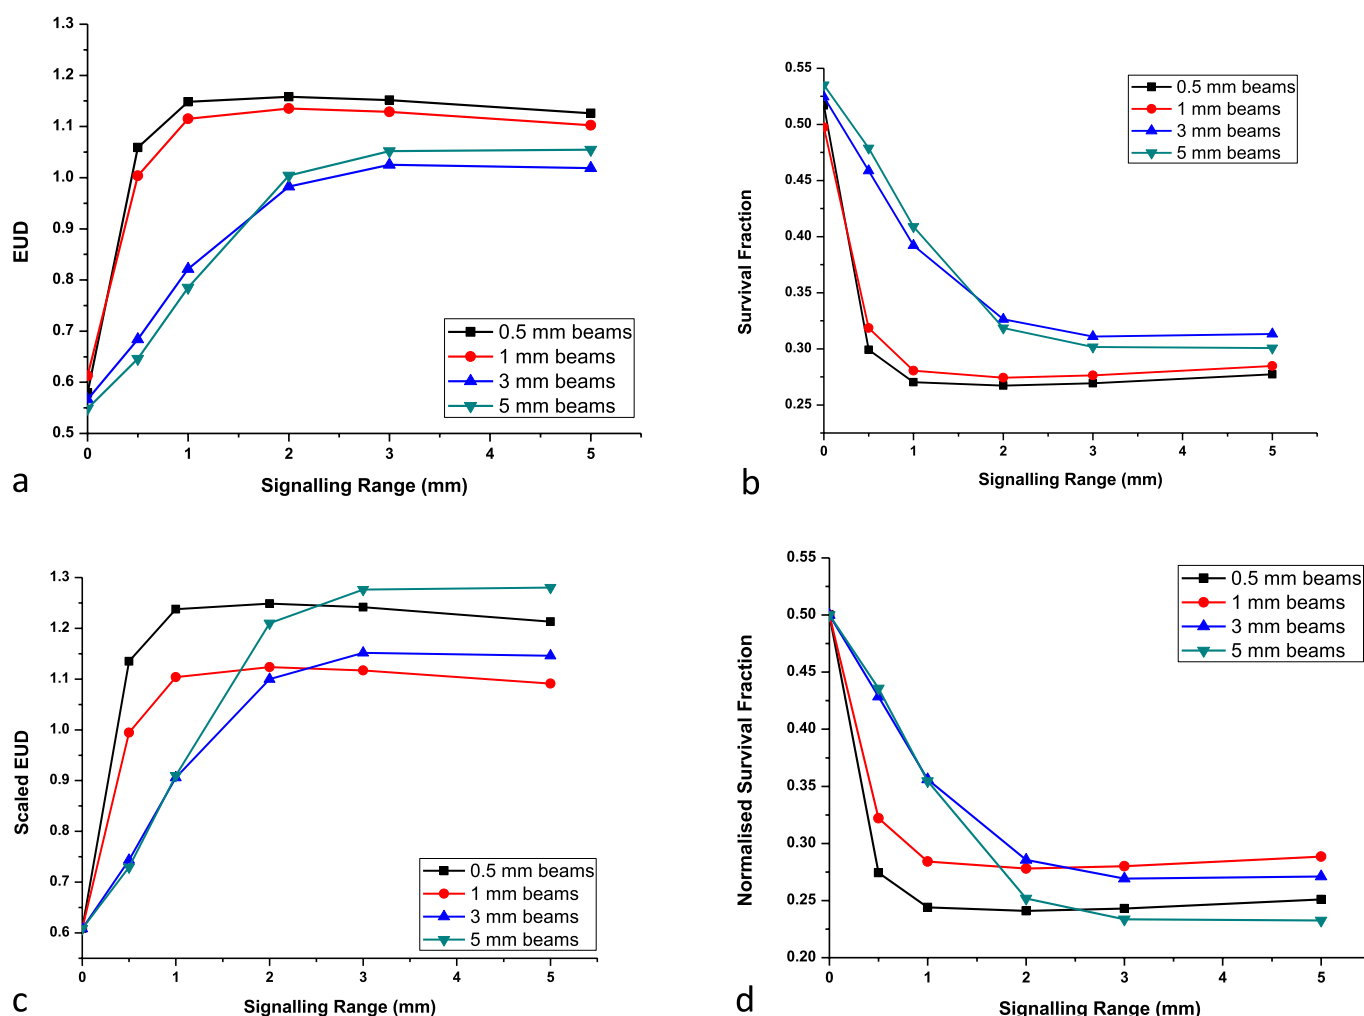 1.3
1.2
1.1
1.0
0.9
0.8
0.7
0.6
0.5
EUD
0 1 2 3 4 5
Signalling Range (mm)
0.5 mm beams
1 mm beams
3 mm beams
5 mm beams
a
0.55
0.50
0.45
0.40
0.35
0.30
0.25
Survival Fraction
0 1 2 3 4 5
Signalling Range (mm)
0.5 mm beams
1 mm beams
3 mm beams
5 mm beams
b
1.3
1.2
1.1
1.0
0.9
0.8
0.7
0.6
Scaled EUD
0 1 2 3 4 5
Signalling Range (mm)
0.5 mm beams
1 mm beams
3 mm beams
5 mm beams
c
0.55
0.50
0.45
0.40
0.35
0.30
0.25
0.20
Normalised Survival Fraction
0 1 2 3 4 5
Signalling Range (mm)
0.5 mm beams
1 mm beams
3 mm beams
5 mm beams
d